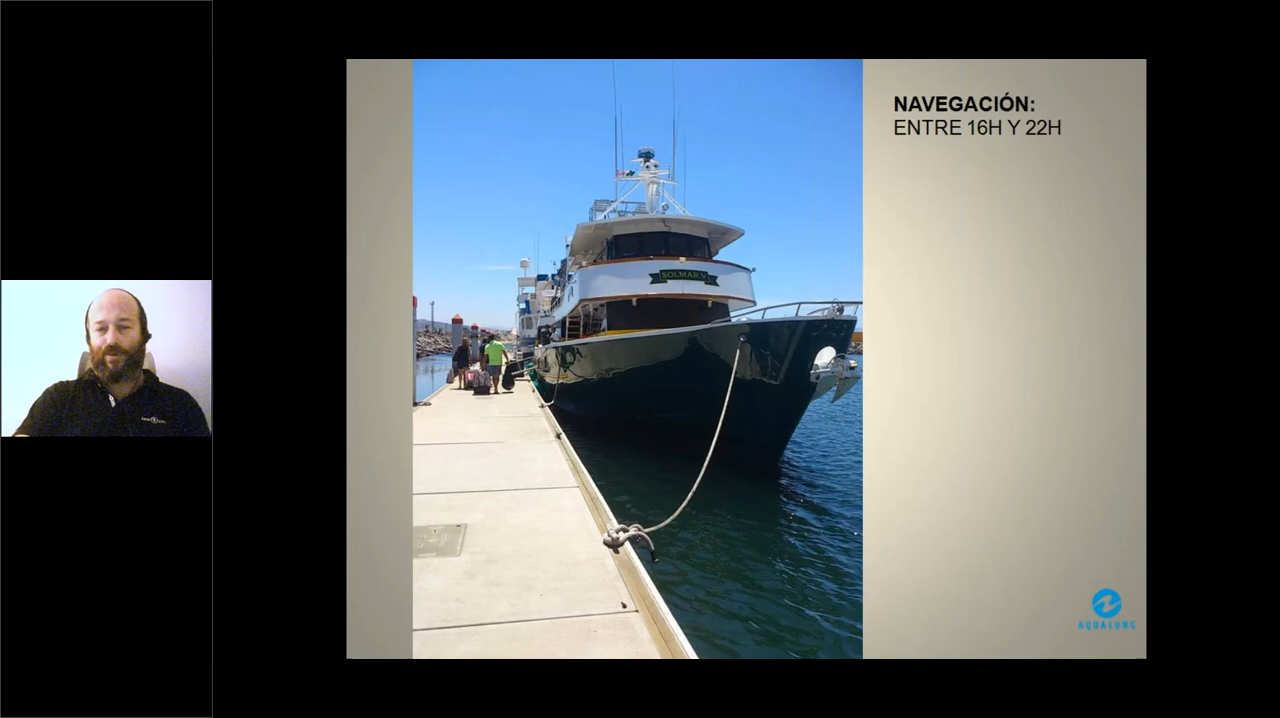 NAVEGACIÓN:
ENTRE 16H Y 22H
SOLMAR V
AQUALUNG